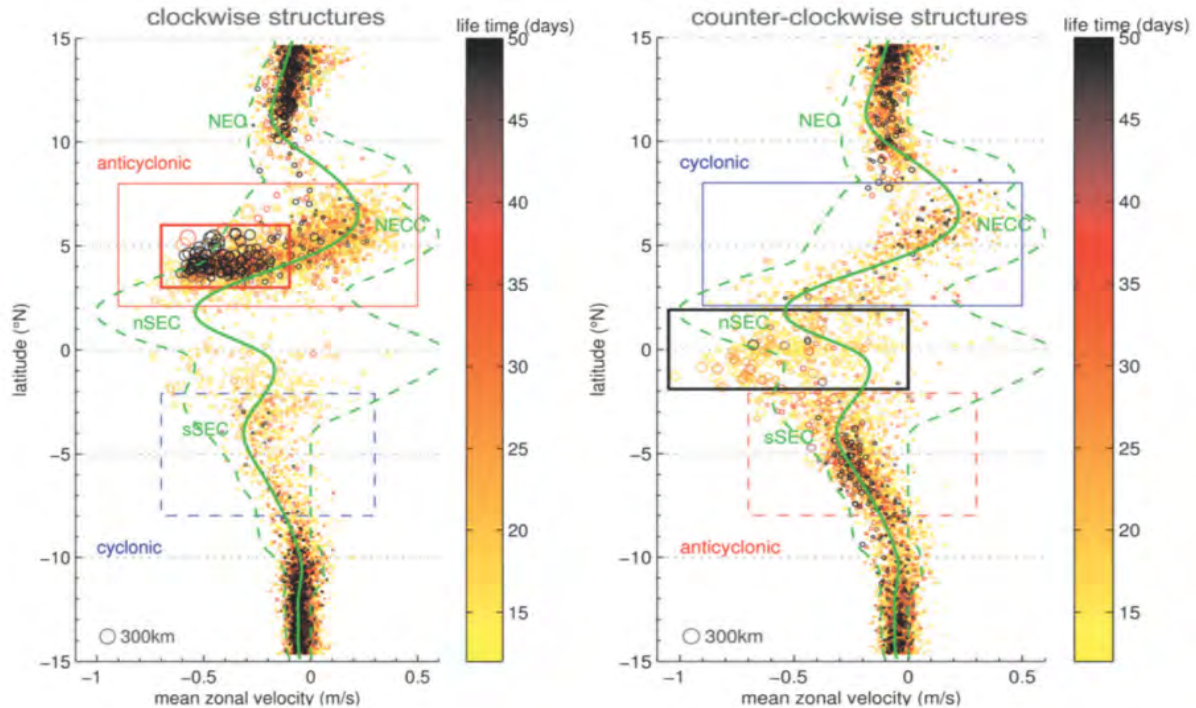 clockwise structures
life time (days)
15
10
5
0
−5
−10
−15
latitude (°N)
NEC
anticyclonic
NECC
nSEC
sSEC
cyclonic
300km
−1
−0.5
0
0.5
mean zonal velocity (m/s)
50
45
40
35
30
25
20
15
counter-clockwise structures
life time (days)
15
10
5
0
−5
−10
−15
latitude (°N)
NEC
cyclonic
NECC
nSEC
sSEC
anticyclonic
300km
−1
−0.5
0
0.5
mean zonal velocity (m/s)
50
45
40
35
30
25
20
15